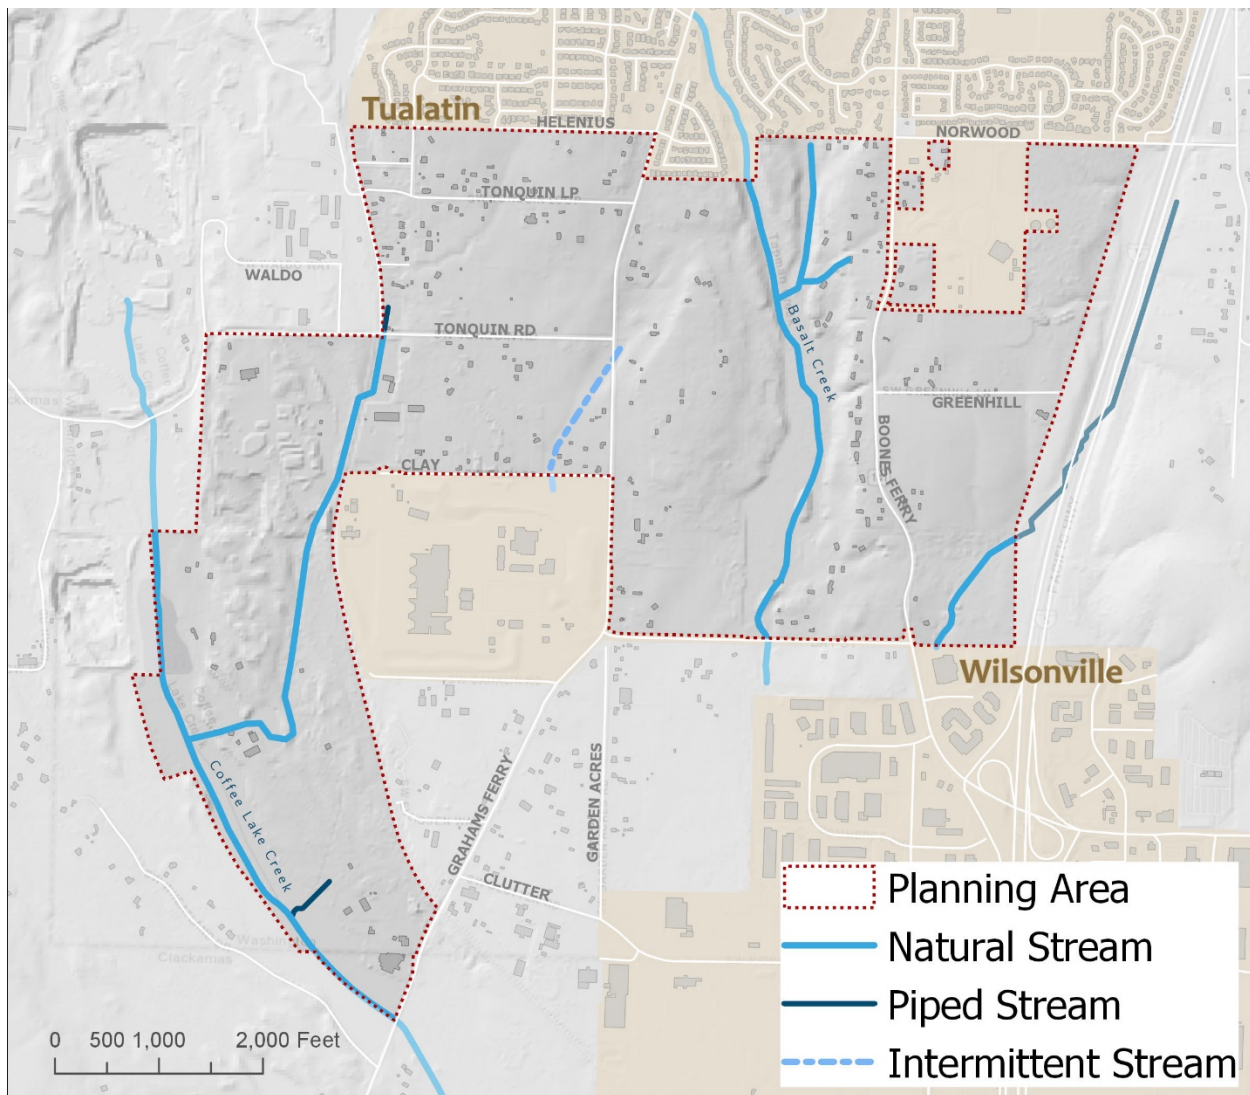 Tualatin
HELENIUS
NORWOOD
TONQUIN LP
WALDO
TONQUIN RD
Basalt Creek
GREENHILL
CLAY
BOONES FERRY
Wilsonville
Coffee Lake Creek
GRAHAMS FERRY
GARDEN ACRES
CLUTTER
Washington
Clackamas
0 500 1,000 2,000 Feet
Planning Area
Natural Stream
Piped Stream
Intermittent Stream